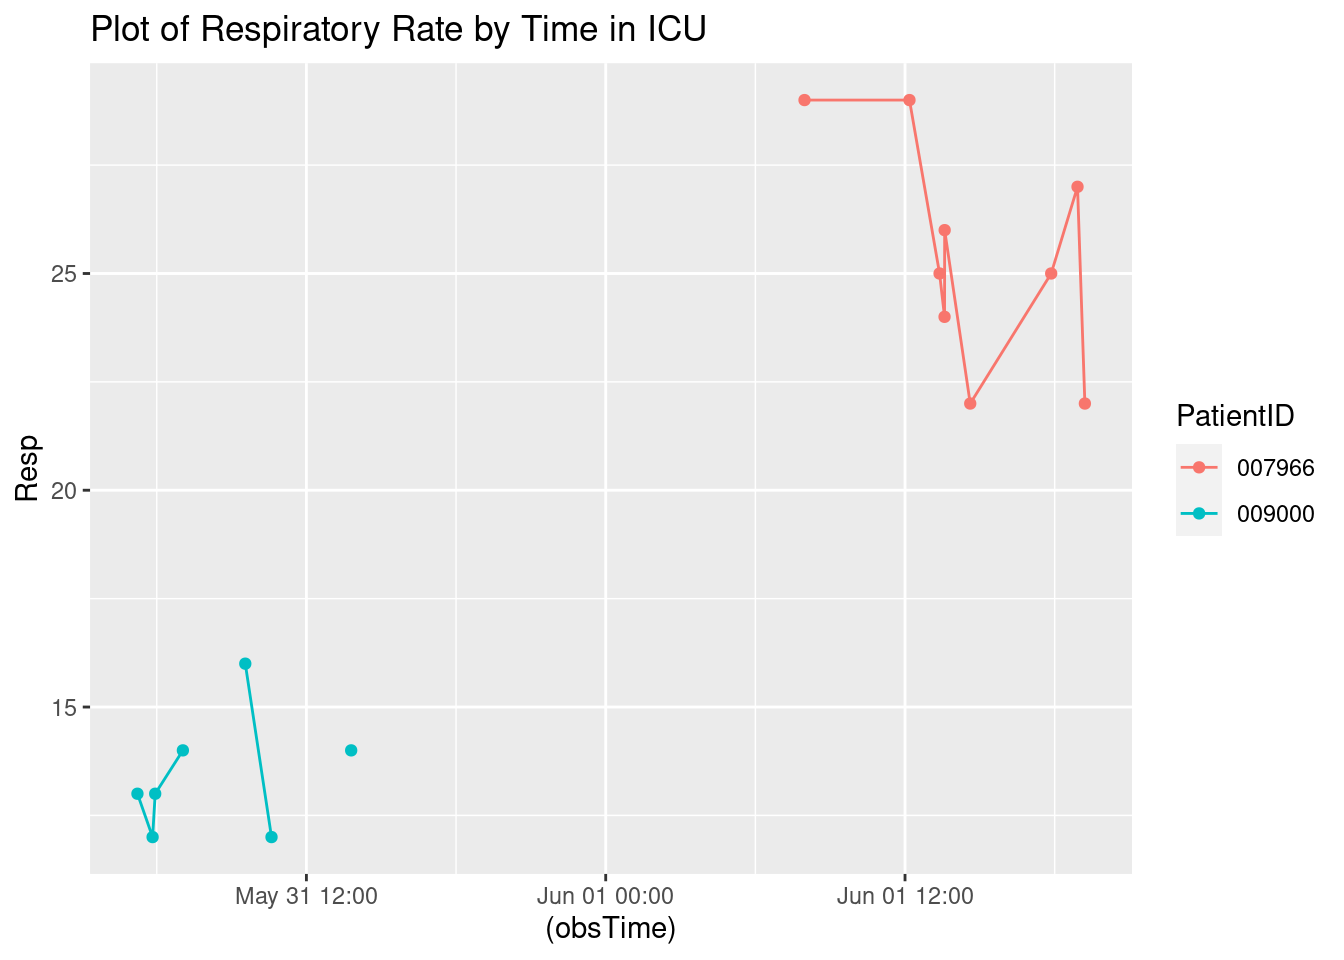 Plot of Respiratory Rate by Time in ICU
Resp
25
20
15
May 31 12:00
Jun 01 00:00
Jun 01 12:00
(obsTime)
PatientID
007966
009000